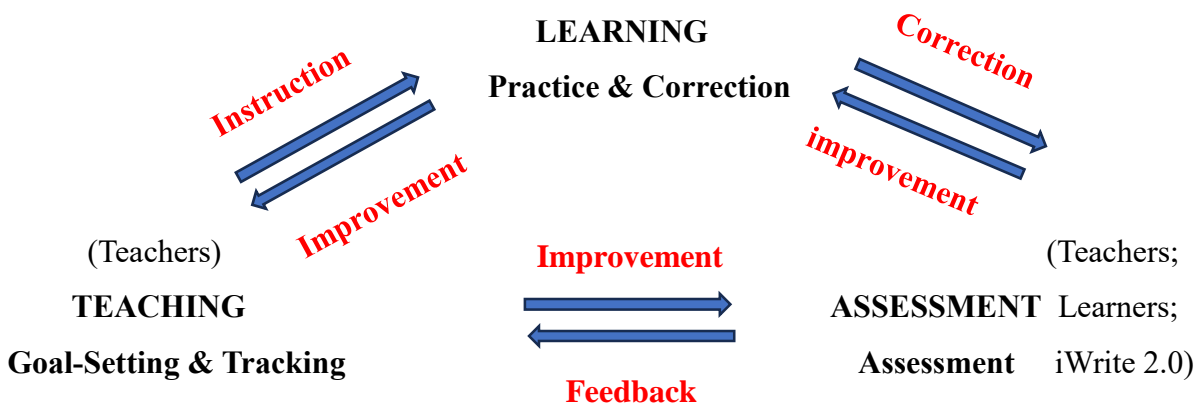 LEARNING
Practice & Correction
Instruction
Improvement
Correction
improvement
(Teachers)
TEACHING
Goal-Setting & Tracking
Improvement
Feedback
(Teachers;
ASSESSMENT Learners;
Assessment iWrite 2.0)